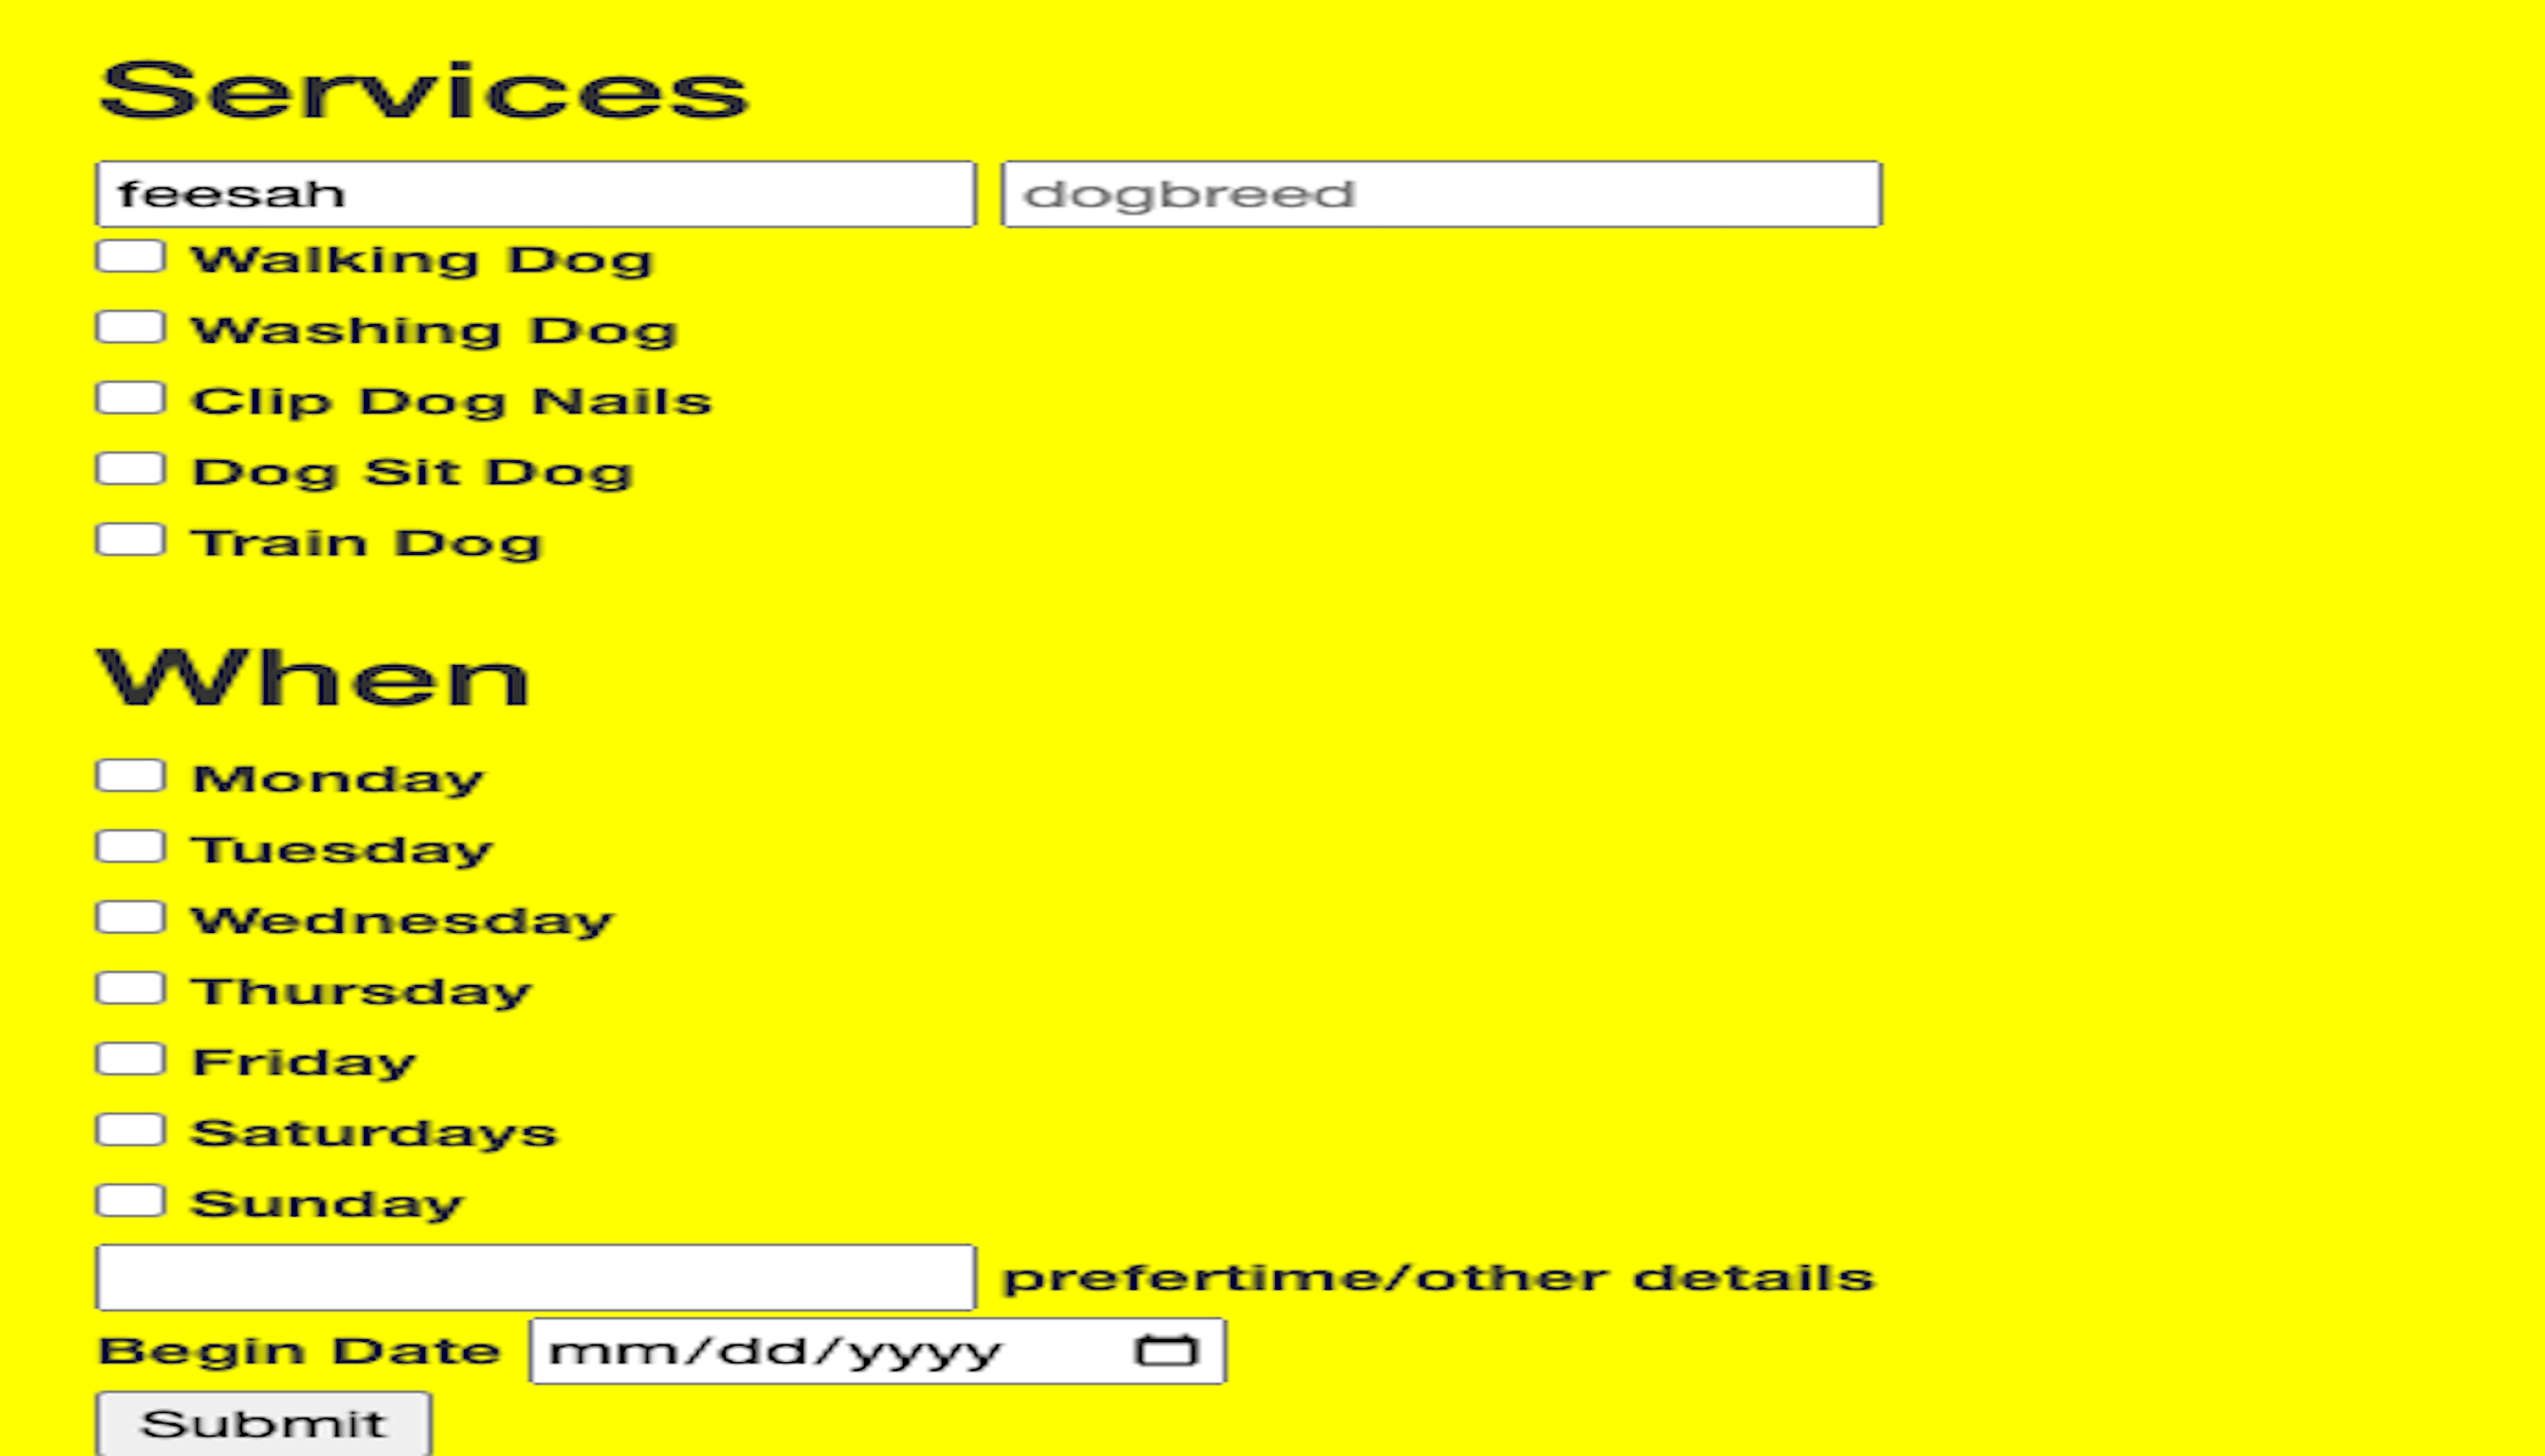 Services
feesah dogbreed
Walking Dog
Washing Dog
Clip Dog Nails
Dog Sit Dog
Train Dog
When
Monday
Tuesday
Wednesday
Thursday
Friday
Saturdays
Sunday
prefertime/other details
Begin Date mm/dd/yyyy
Submit